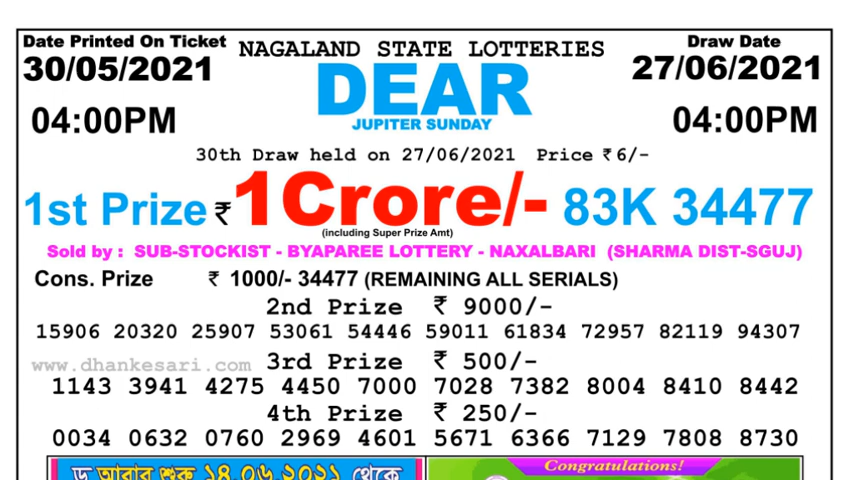 Date Printed On Ticket NAGALAND STATE LOTTERIES Draw Date
30/05/2021 DEAR 27/06/2021
04:00PM JUPITER SUNDAY 04:00PM
30th Draw held on 27/06/2021 Price ₹6/-
1st Prize ₹ 1Crore/- 83K 34477
(including Super Prize Amt)
Sold by : SUB-STOCKIST - BYAPAREE LOTTERY - NAXALBARI (SHARMA DIST-SGUJ)
Cons. Prize ₹ 1000/- 34477 (REMAINING ALL SERIALS)
2nd Prize ₹ 9000/-
15906 20320 25907 53061 54446 59011 61834 72957 82119 94307
www.dhankesari.com 3rd Prize ₹ 500/-
1143 3941 4275 4450 7000 7028 7382 8004 8410 8442
4th Prize ₹ 250/-
0034 0632 0760 2969 4601 5671 6366 7129 7808 8730
আবার শুরু ১৪.০৬.২০২১ থেকে
Congratulations!